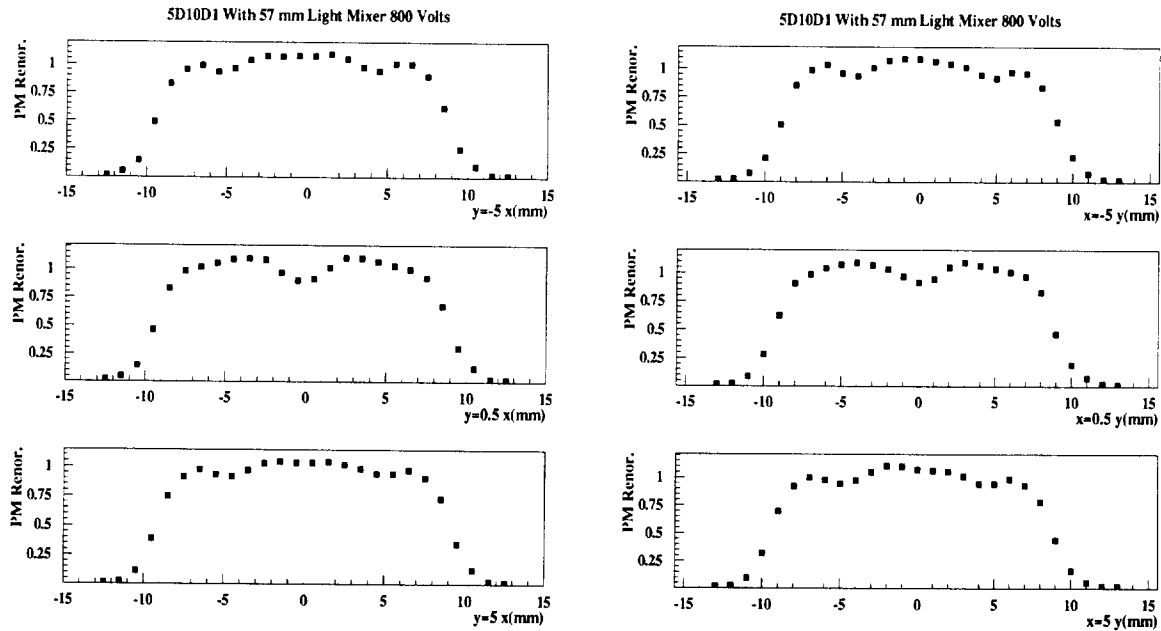 5D10D1 With 57 mm Light Mixer 800 Volts
PM Renor.
1
0.75
0.5
0.25
-15 -10 -5 0 5 10 15
y=-5 x(mm)
PM Renor.
1
0.75
0.5
0.25
-15 -10 -5 0 5 10 15
y=0.5 x(mm)
PM Renor.
1
0.75
0.5
0.25
-15 -10 -5 0 5 10 15
y=5 x(mm)
5D10D1 With 57 mm Light Mixer 800 Volts
PM Renor.
1
0.75
0.5
0.25
-15 -10 -5 0 5 10 15
x=-5 y(mm)
PM Renor.
1
0.75
0.5
0.25
-15 -10 -5 0 5 10 15
x=0.5 y(mm)
PM Renor.
1
0.75
0.5
0.25
-15 -10 -5 0 5 10 15
x=5 y(mm)